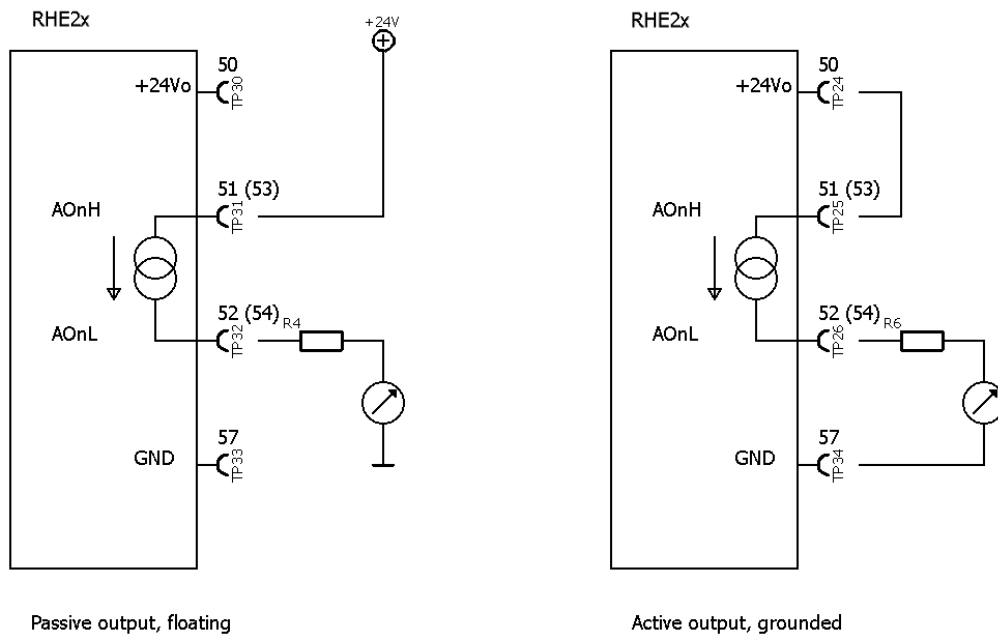 RHE2x
+24V
50
+24Vo
TP30
51 (53)
AOnH
TP31
52 (54)
R4
AOnL
TP32
57
GND
TP33
Passive output, floating
RHE2x
50
+24Vo
TP24
51 (53)
AOnH
TP25
52 (54)
R6
AOnL
TP26
57
GND
TP34
Active output, grounded